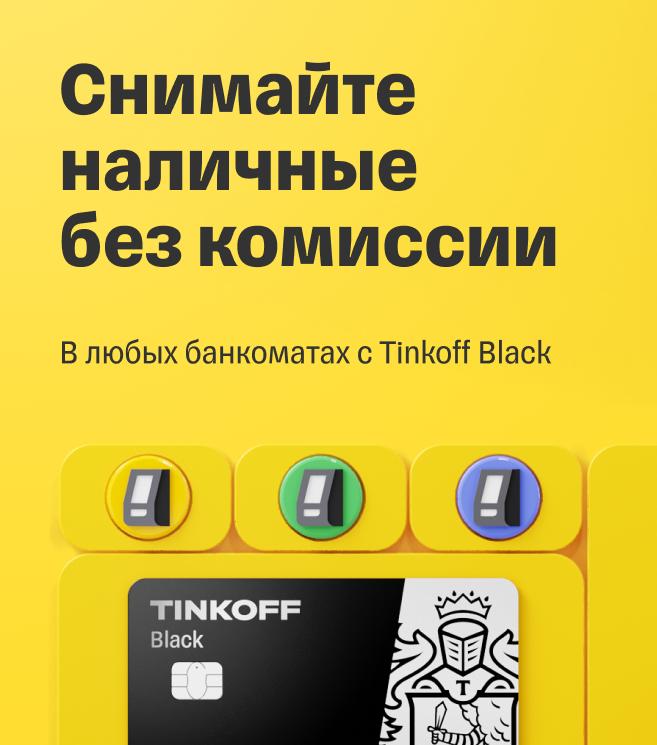 Снимайте
наличные
без комиссии
В любых банкоматах с Tinkoff Black
TINKOFF
Black
T